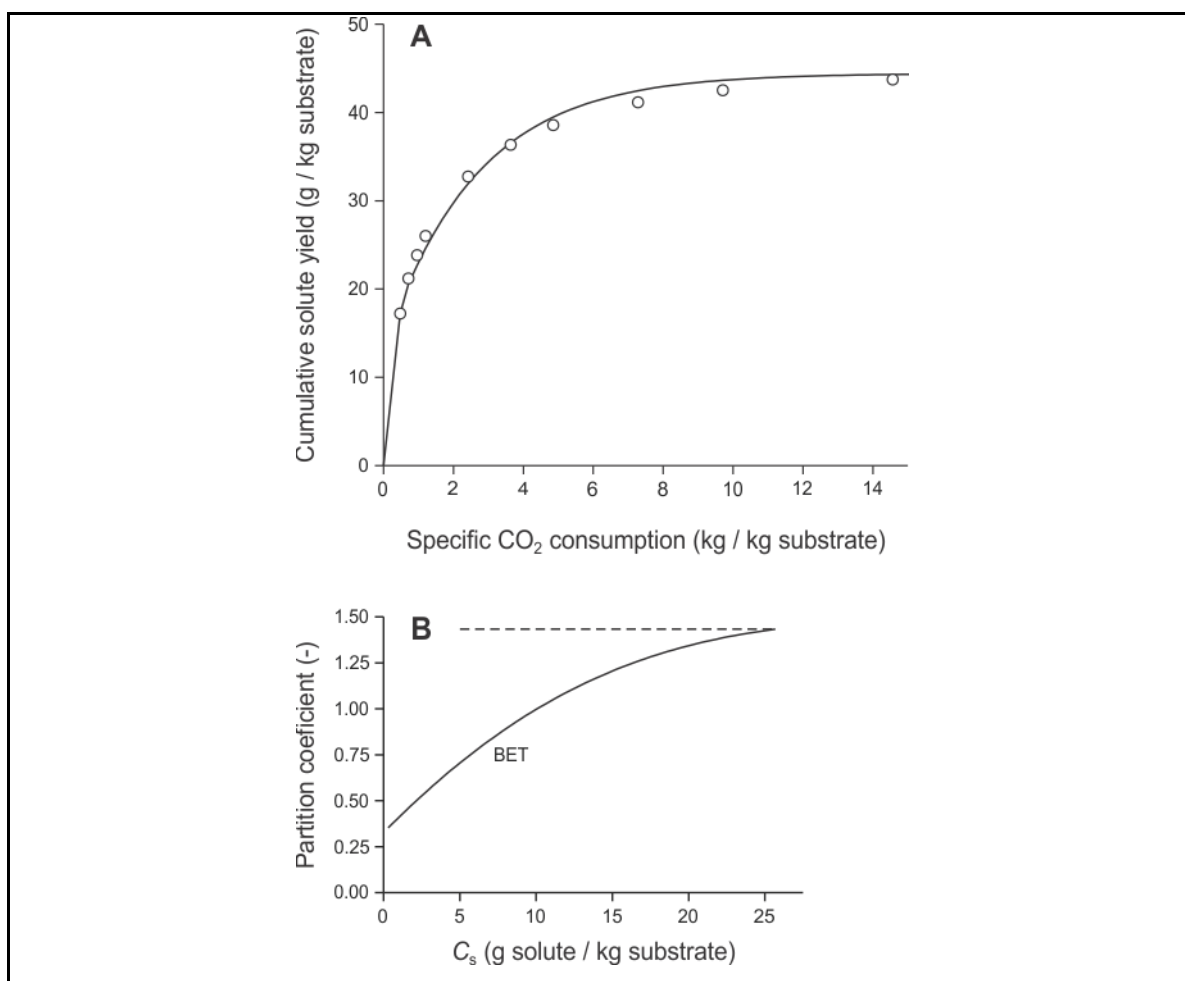 A
50
40
30
20
10
0
Cumulative solute yield (g / kg substrate)
0 2 4 6 8 10 12 14
Specific CO₂ consumption (kg / kg substrate)
B
1.50
1.25
1.00
0.75
0.50
0.25
0.00
Partition coeficient (-)
BET
0 5 10 15 20 25
Cs (g solute / kg substrate)